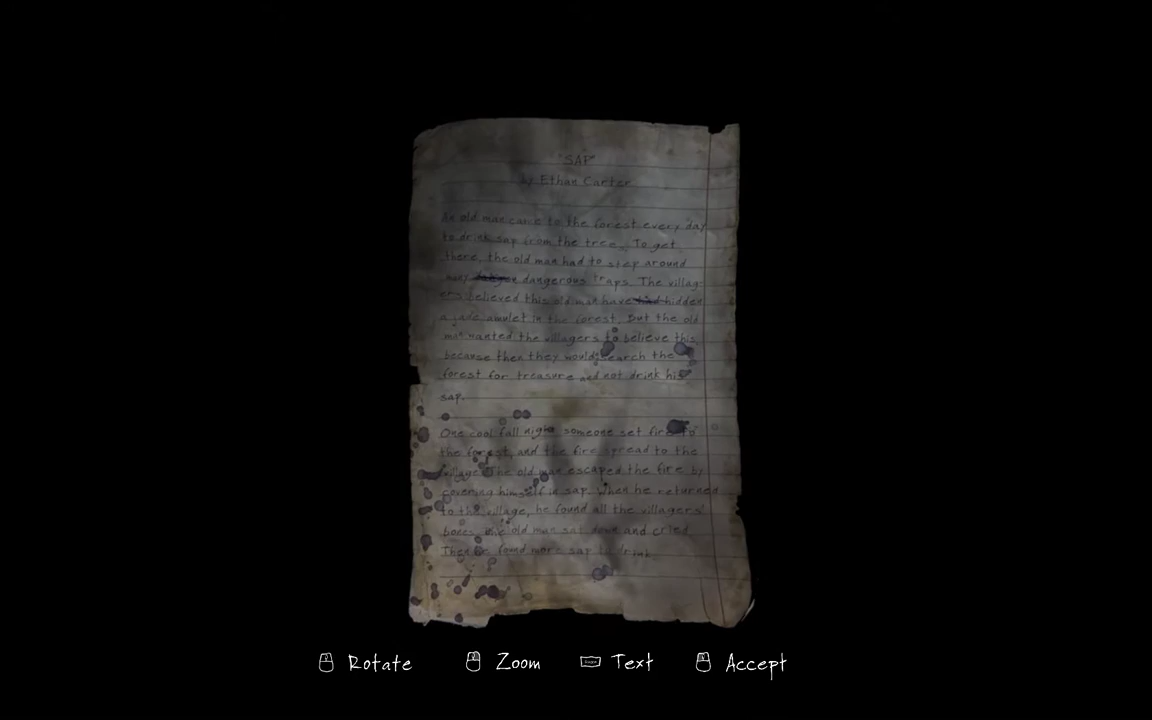 "SAP"
by Ethan Carter
An old man came to the forest every day
to drink sap from the trees. To get
there, the old man had to step around
many dangerous traps. The villag
ers believed this old man have had hidden
a jade amulet in the forest. But the old
man wanted the villagers to believe this
because then they would search the
forest for treasure and not drink his
sap.
One cool fall night someone set fire to
the forest, and the fire spread to the
village. The old man escaped the fire by
covering himself in sap. When he returned
to the village, he found all the villagers'
bones. The old man sat down and cried.
Then he found more sap to drink.
Rotate Zoom Text Accept